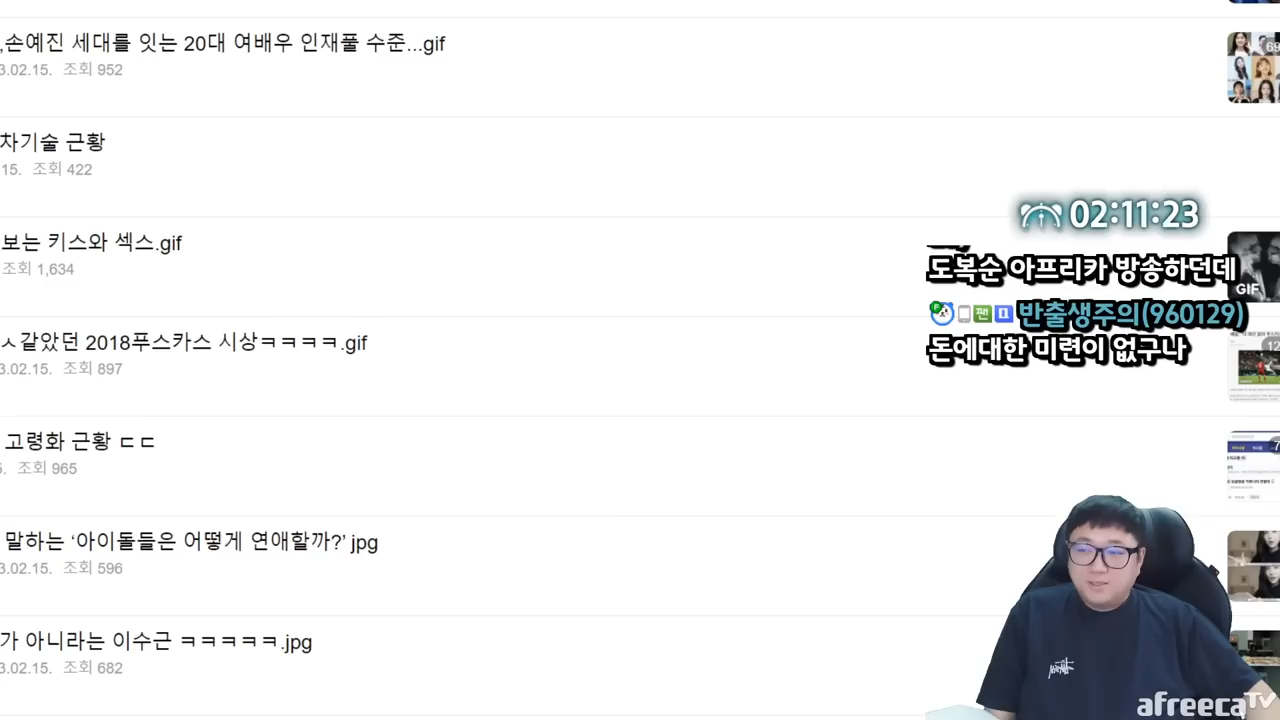 ,손예진 세대를 잇는 20대 여배우 인재풀 수준...gif
3.02.15. 조회 952
69
차기술 근황
15. 조회 422
02:11:23
보는 키스와 섹스.gif
조회 1,634
도복순 아프리카 방송하던데
GIF
반출생주의(960129)
돈에대한 미련이 없구나
ㅅ같았던 2018푸스카스 시상ㅋㅋㅋㅋ.gif
3.02.15. 조회 897
12
고령화 근황 ㄷㄷ
5. 조회 965
7
말하는 ‘아이돌들은 어떻게 연애할까?’ jpg
3.02.15. 조회 596
가 아니라는 이수근 ㅋㅋㅋㅋㅋ.jpg
3.02.15. 조회 682
afreecaTV